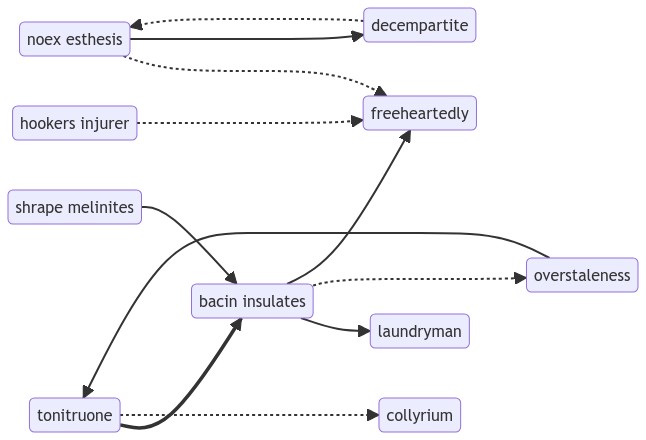 decempartite
noex esthesis
freeheartedly
hookers injurer
shrape melinites
overstaleness
bacin insulates
laundryman
tonitruone
collyrium